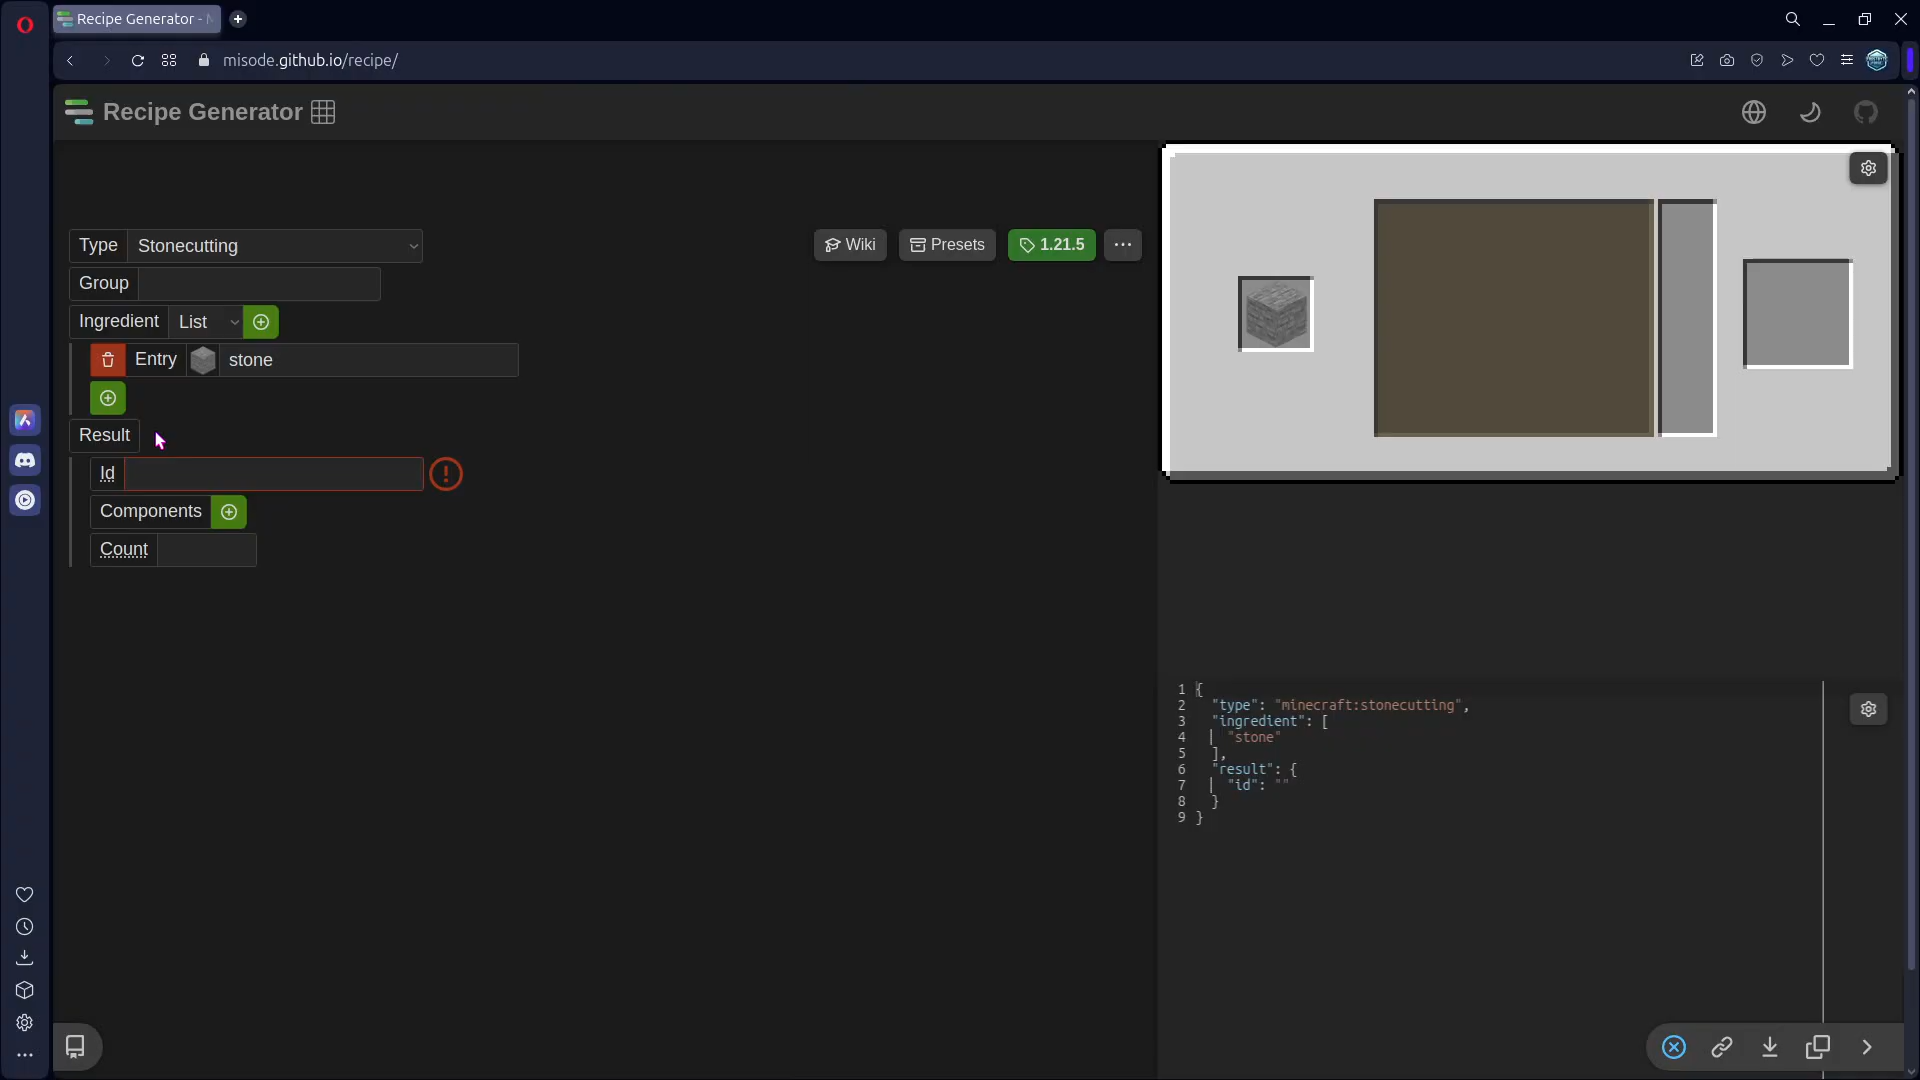 Recipe Generator -
misode.github.io/recipe/
Recipe Generator
Type Stonecutting
Wiki Presets 1.21.5
Group
Ingredient List
Entry stone
Result
Id
Components
Count
1 {
2 "type": "minecraft:stonecutting",
3 "ingredient": [
4 "stone"
5 ],
6 "result": {
7 "id": ""
8 }
9 }